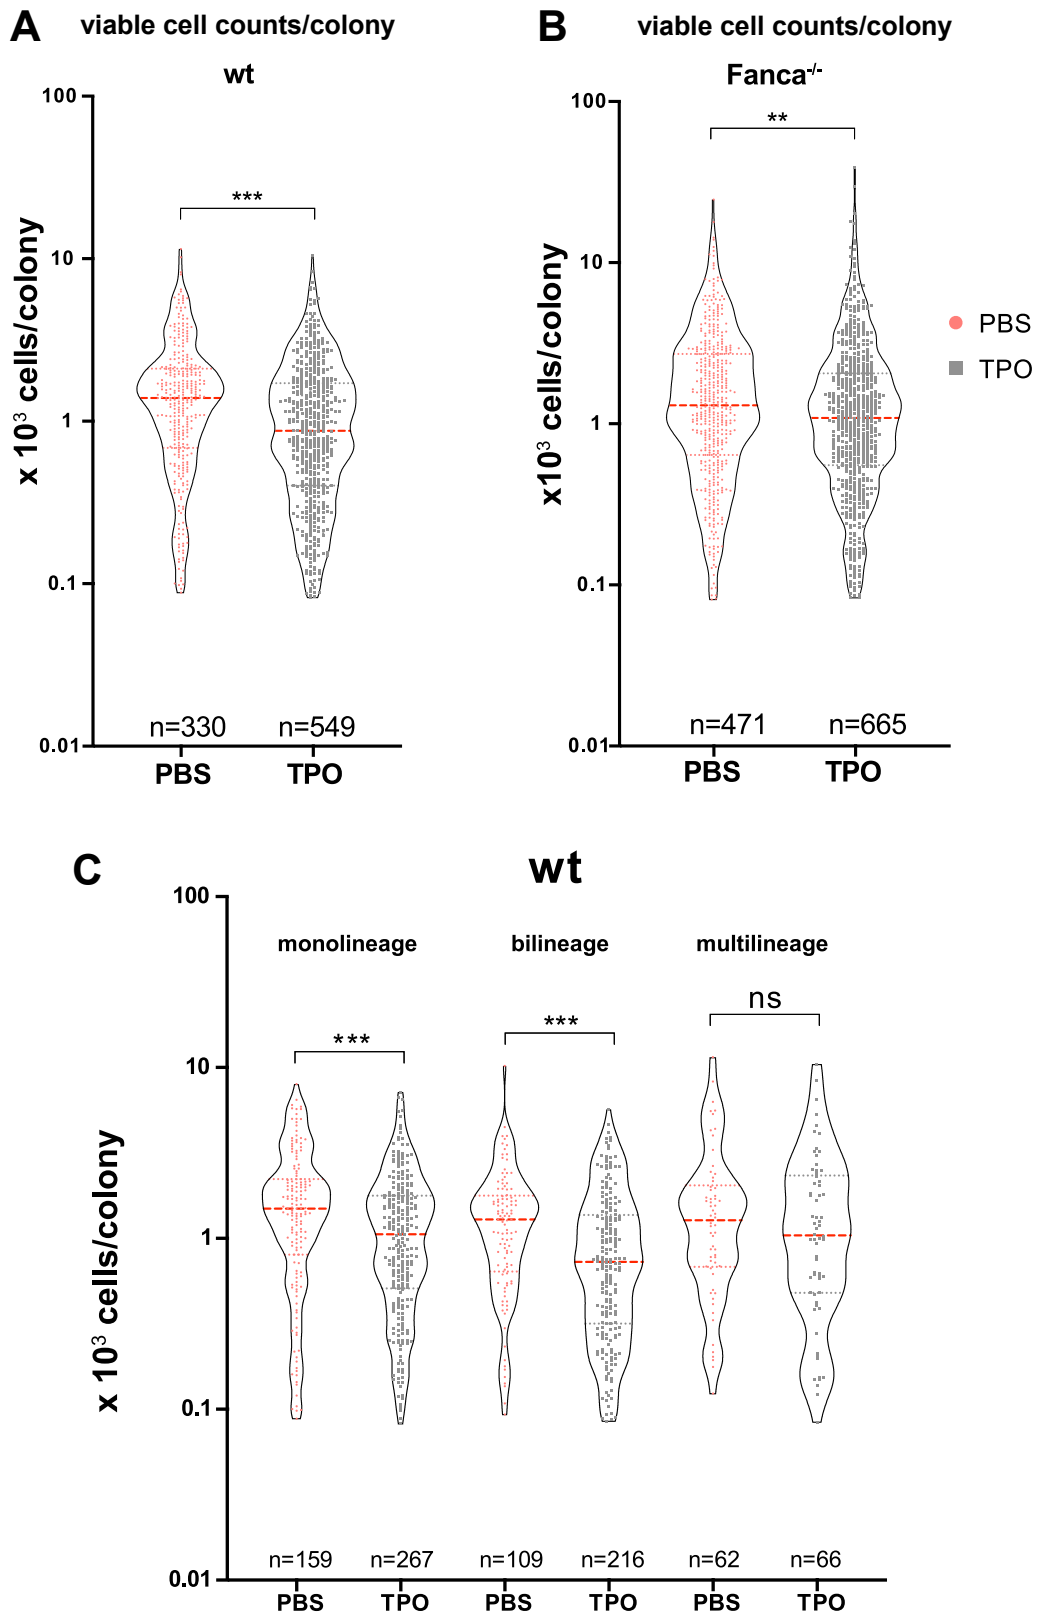 A viable cell counts/colony
wt
100
10
1
0.1
0.01
x 10³ cells/colony
***
n=330 n=549
PBS TPO
B viable cell counts/colony
Fanca-/-
100
10
1
0.1
0.01
x10³ cells/colony
**
n=471 n=665
PBS TPO
PBS
TPO
C wt
100
10
1
0.1
0.01
x 10³ cells/colony
monolineage bilineage multilineage
*** *** ns
n=159 n=267 n=109 n=216 n=62 n=66
PBS TPO PBS TPO PBS TPO